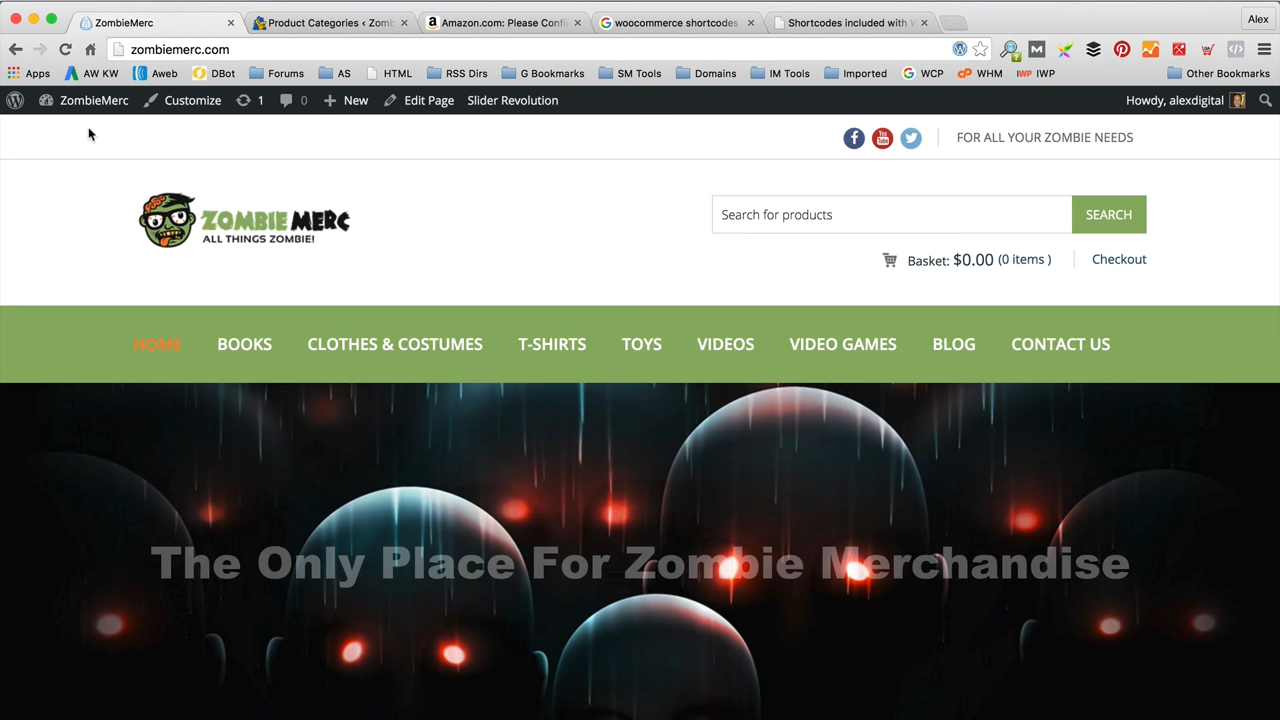 ZombieMerc
Product Categories ‹ Zomb
Amazon.com: Please Confi
woocommerce shortcodes
Shortcodes included with
Alex
zombiemerc.com
Apps
AW KW
Aweb
DBot
Forums
AS
HTML
RSS Dirs
G Bookmarks
SM Tools
Domains
IM Tools
Imported
WCP
WHM
IWP
Other Bookmarks
ZombieMerc
Customize
1
0
New
Edit Page
Slider Revolution
Howdy, alexdigital
FOR ALL YOUR ZOMBIE NEEDS
ZOMBIE MERC
ALL THINGS ZOMBIE!
Search for products
SEARCH
Basket: $0.00 (0 items )
Checkout
HOME
BOOKS
CLOTHES & COSTUMES
T-SHIRTS
TOYS
VIDEOS
VIDEO GAMES
BLOG
CONTACT US
The Only Place For Zombie Merchandise